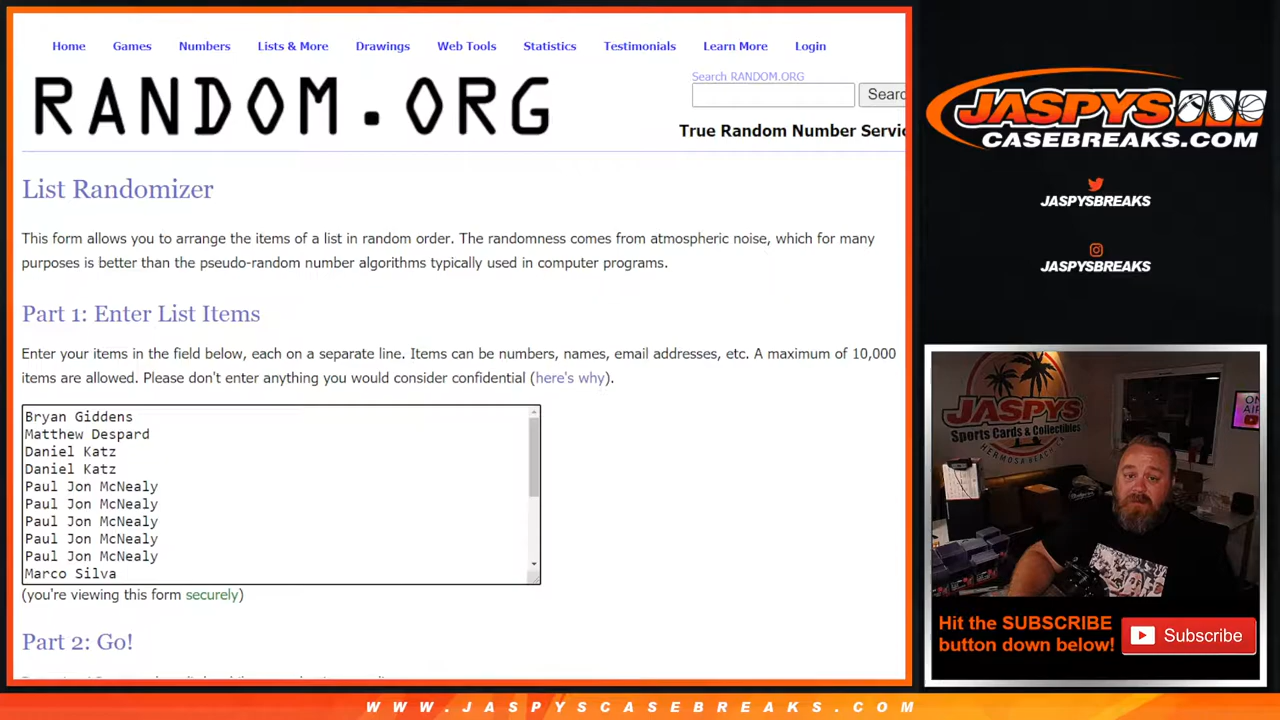 Home Games Numbers Lists & More Drawings Web Tools Statistics Testimonials Learn More Login
RANDOM.ORG
Search RANDOM.ORG
Searc
True Random Number Servic
List Randomizer
This form allows you to arrange the items of a list in random order. The randomness comes from atmospheric noise, which for many
purposes is better than the pseudo-random number algorithms typically used in computer programs.
Part 1: Enter List Items
Enter your items in the field below, each on a separate line. Items can be numbers, names, email addresses, etc. A maximum of 10,000
items are allowed. Please don't enter anything you would consider confidential (here's why).
Bryan Giddens
Matthew Despard
Daniel Katz
Daniel Katz
Paul Jon McNealy
Paul Jon McNealy
Paul Jon McNealy
Paul Jon McNealy
Paul Jon McNealy
Marco Silva
(you're viewing this form securely)
Part 2: Go!
JASPYS
CASEBREAKS.COM
JASPYSBREAKS
JASPYSBREAKS
JASPYS
Sports Cards & Collectibles
HERMOSA BEACH
ON
AIR
Hit the SUBSCRIBE
button down below!
Subscribe
WWW.JASPYSCASEBREAKS.COM